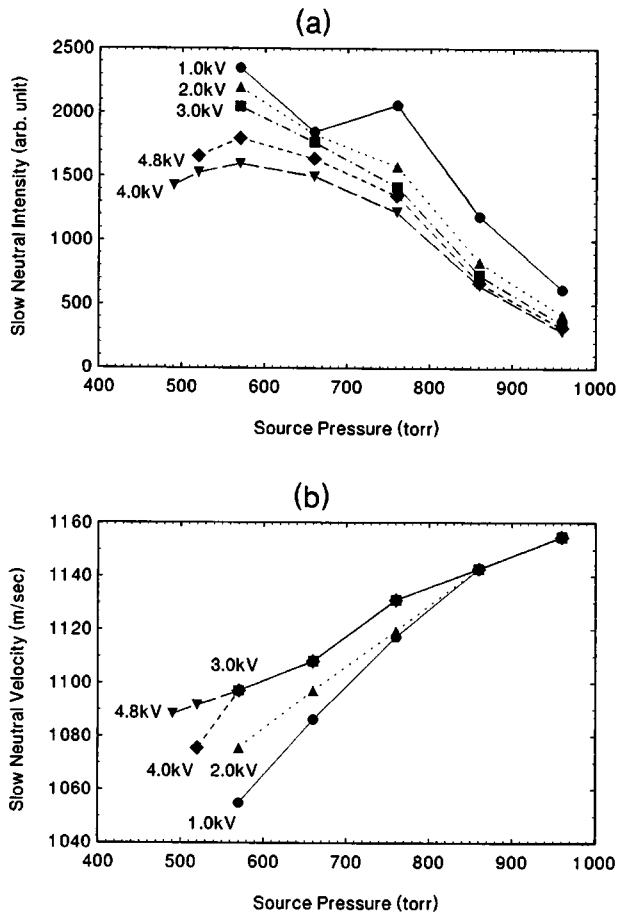 (a)
Slow Neutral Intensity (arb. unit)
2500
2000
1500
1000
500
0
1.0kV
2.0kV
3.0kV
4.8kV
4.0kV
400 500 600 700 800 900 1000
Source Pressure (torr)
(b)
Slow Neutral Velocity (m/sec)
1160
1140
1120
1100
1080
1060
1040
3.0kV
4.8kV
4.0kV
2.0kV
1.0kV
400 500 600 700 800 900 1000
Source Pressure (torr)